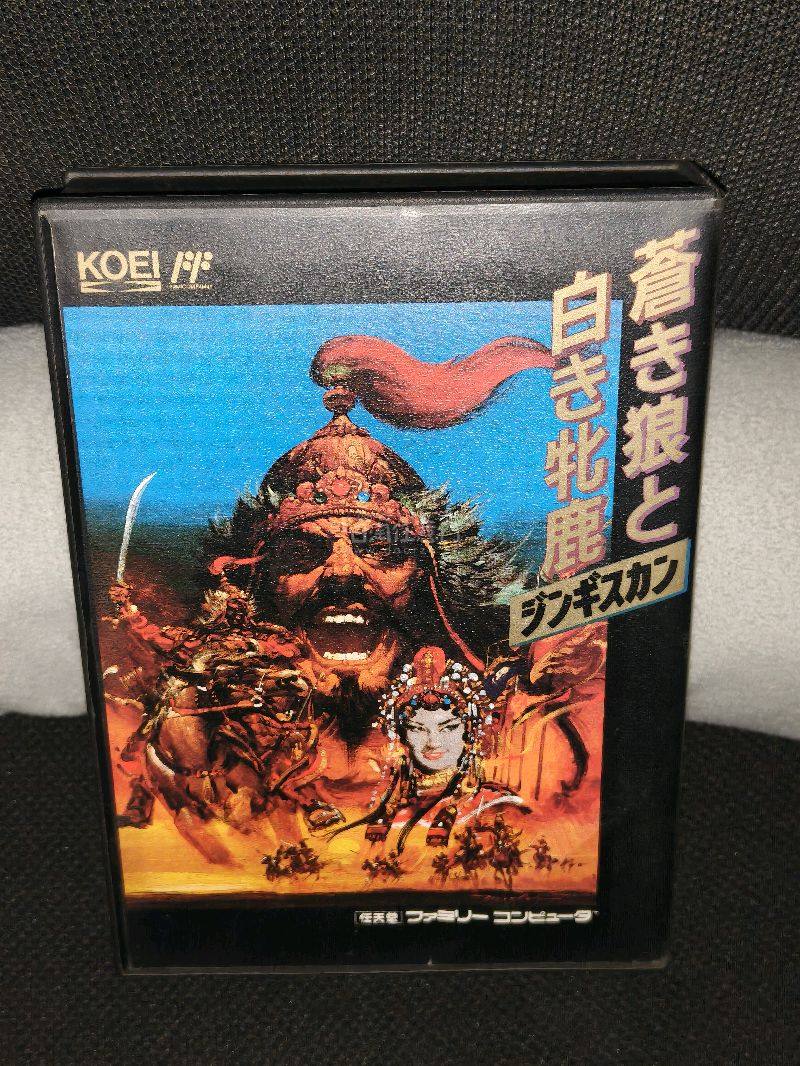 KOEI
蒼き狼と
白き牝鹿
ジンギスカン
任天堂 ファミリーコンピュータ